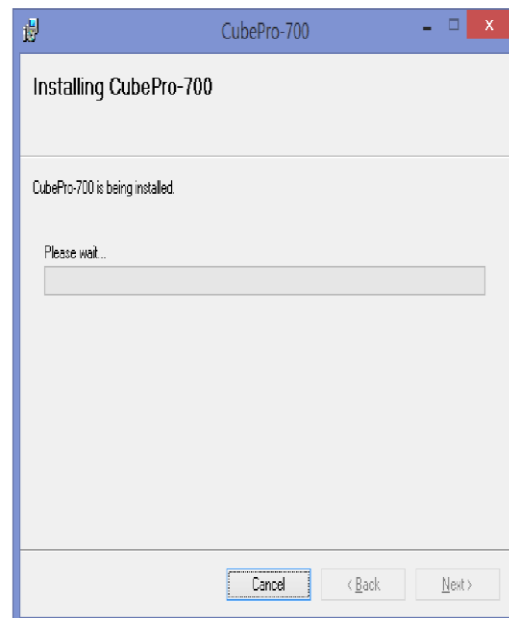 CubePro-700
X
Installing CubePro-700
CubePro-700 is being installed.
Please wait...
Cancel
< Back
Next >